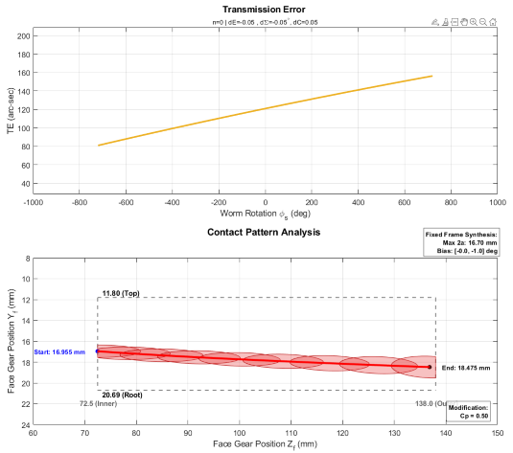 Transmission Error
n=0 | dE=-0.05 , dΣ=-0.05°, dC=0.05
TE (arc-sec)
200
180
160
140
120
100
80
60
40
-1000 -800 -600 -400 -200 0 200 400 600 800 1000
Worm Rotation ϕs (deg)
Contact Pattern Analysis
Fixed Frame Synthesis:
Max 2a: 16.70 mm
Bias: [-0.0, -1.0] deg
Face Gear Position Yf (mm)
8
10
12
14
16
18
20
22
24
11.80 (Top)
Start: 16.955 mm
End: 18.475 mm
20.69 (Root)
72.5 (Inner)
138.0 (Ou
Modification:
Cp = 0.50
60 70 80 90 100 110 120 130 140 150
Face Gear Position Zf (mm)